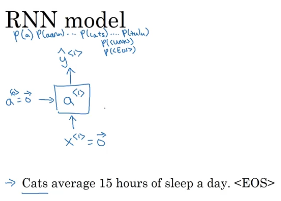 RNN model
P(a) P(aaron) ... P(cats) ... P(zulu)
P(<UNK>)
P(<EOS>)
ŷ<1>
a<0>=0⃗ → a<1>
x<1>=0⃗
→ Cats average 15 hours of sleep a day. <EOS>